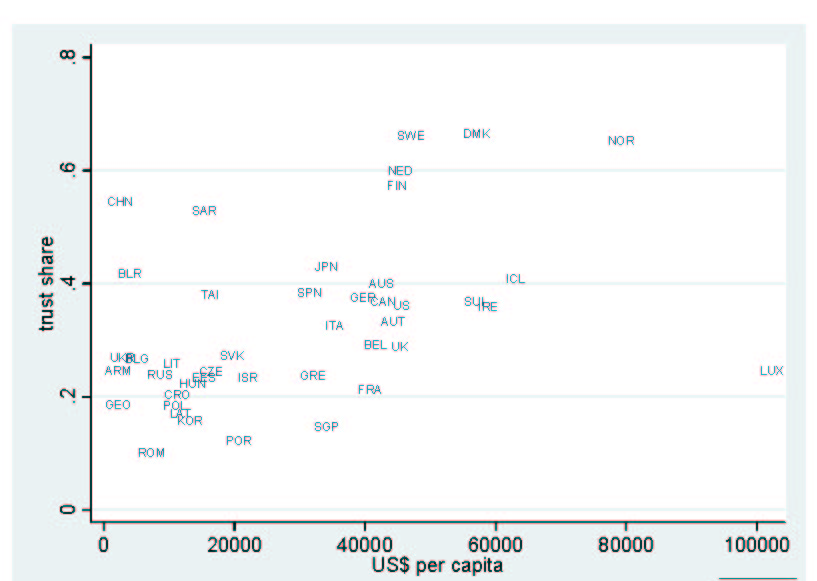 .8
SWE DMK
NOR
.6
NED
FIN
CHN
SAR
JPN
BLR
ICL
.4
AUS
TAI
SPN
GER
CAN
SUI
US
IRE
ITA
AUT
BEL
UK
SVK
UKR
BLG
LIT
ARM
CZE
LUX
RUS
EES
ISR
GRE
HUN
FRA
CRO
.2
GEO
POL
LAT
KOR
SGP
POR
ROM
0
trust share
0 20000 40000 60000 80000 100000
US$ per capita